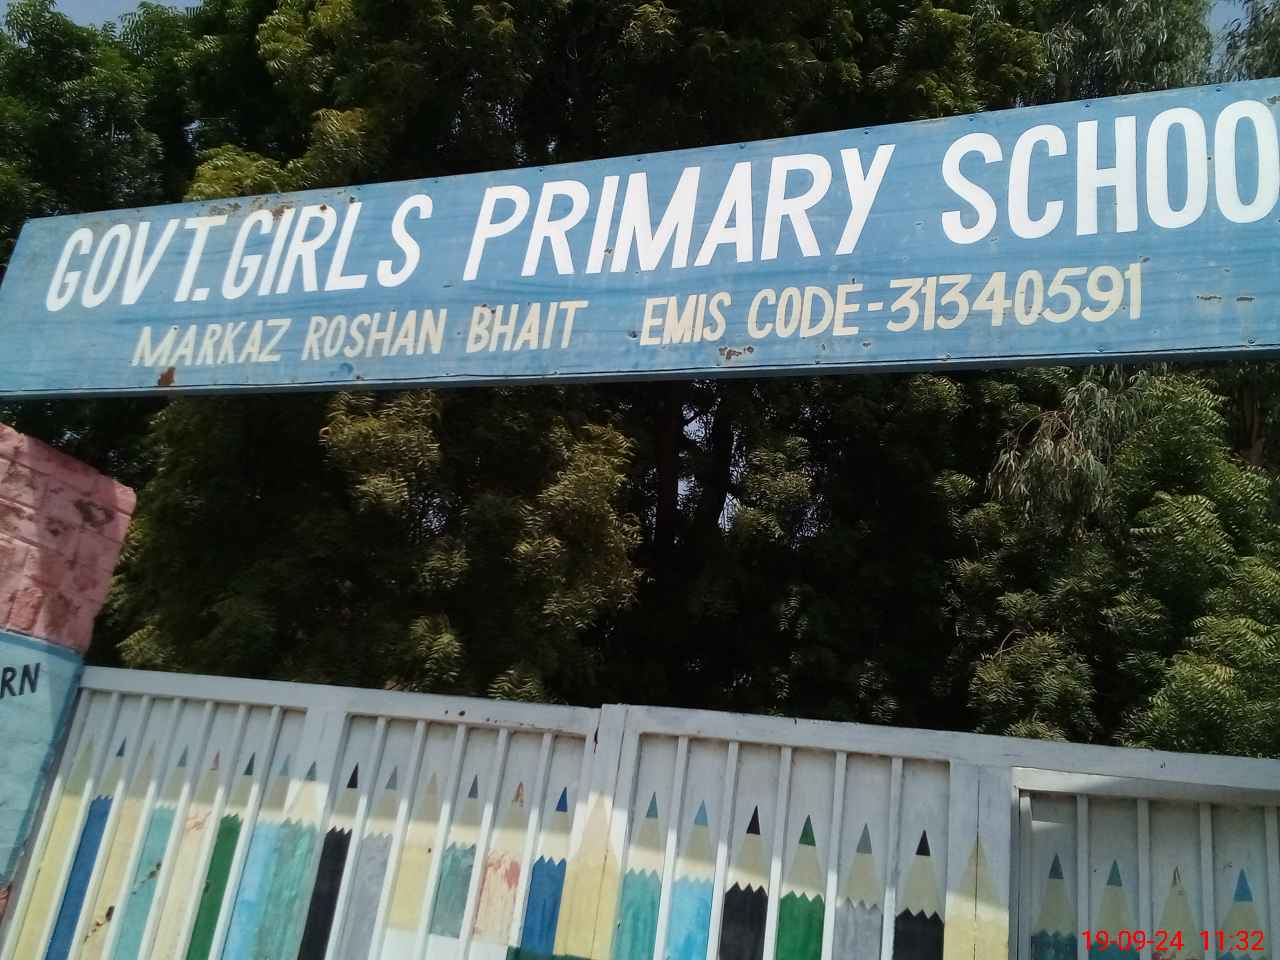 GOVT. GIRLS PRIMARY SCHOO
MARKAZ ROSHAN BHAIT EMIS CODE-31340591
RN
19-09-24 11:32